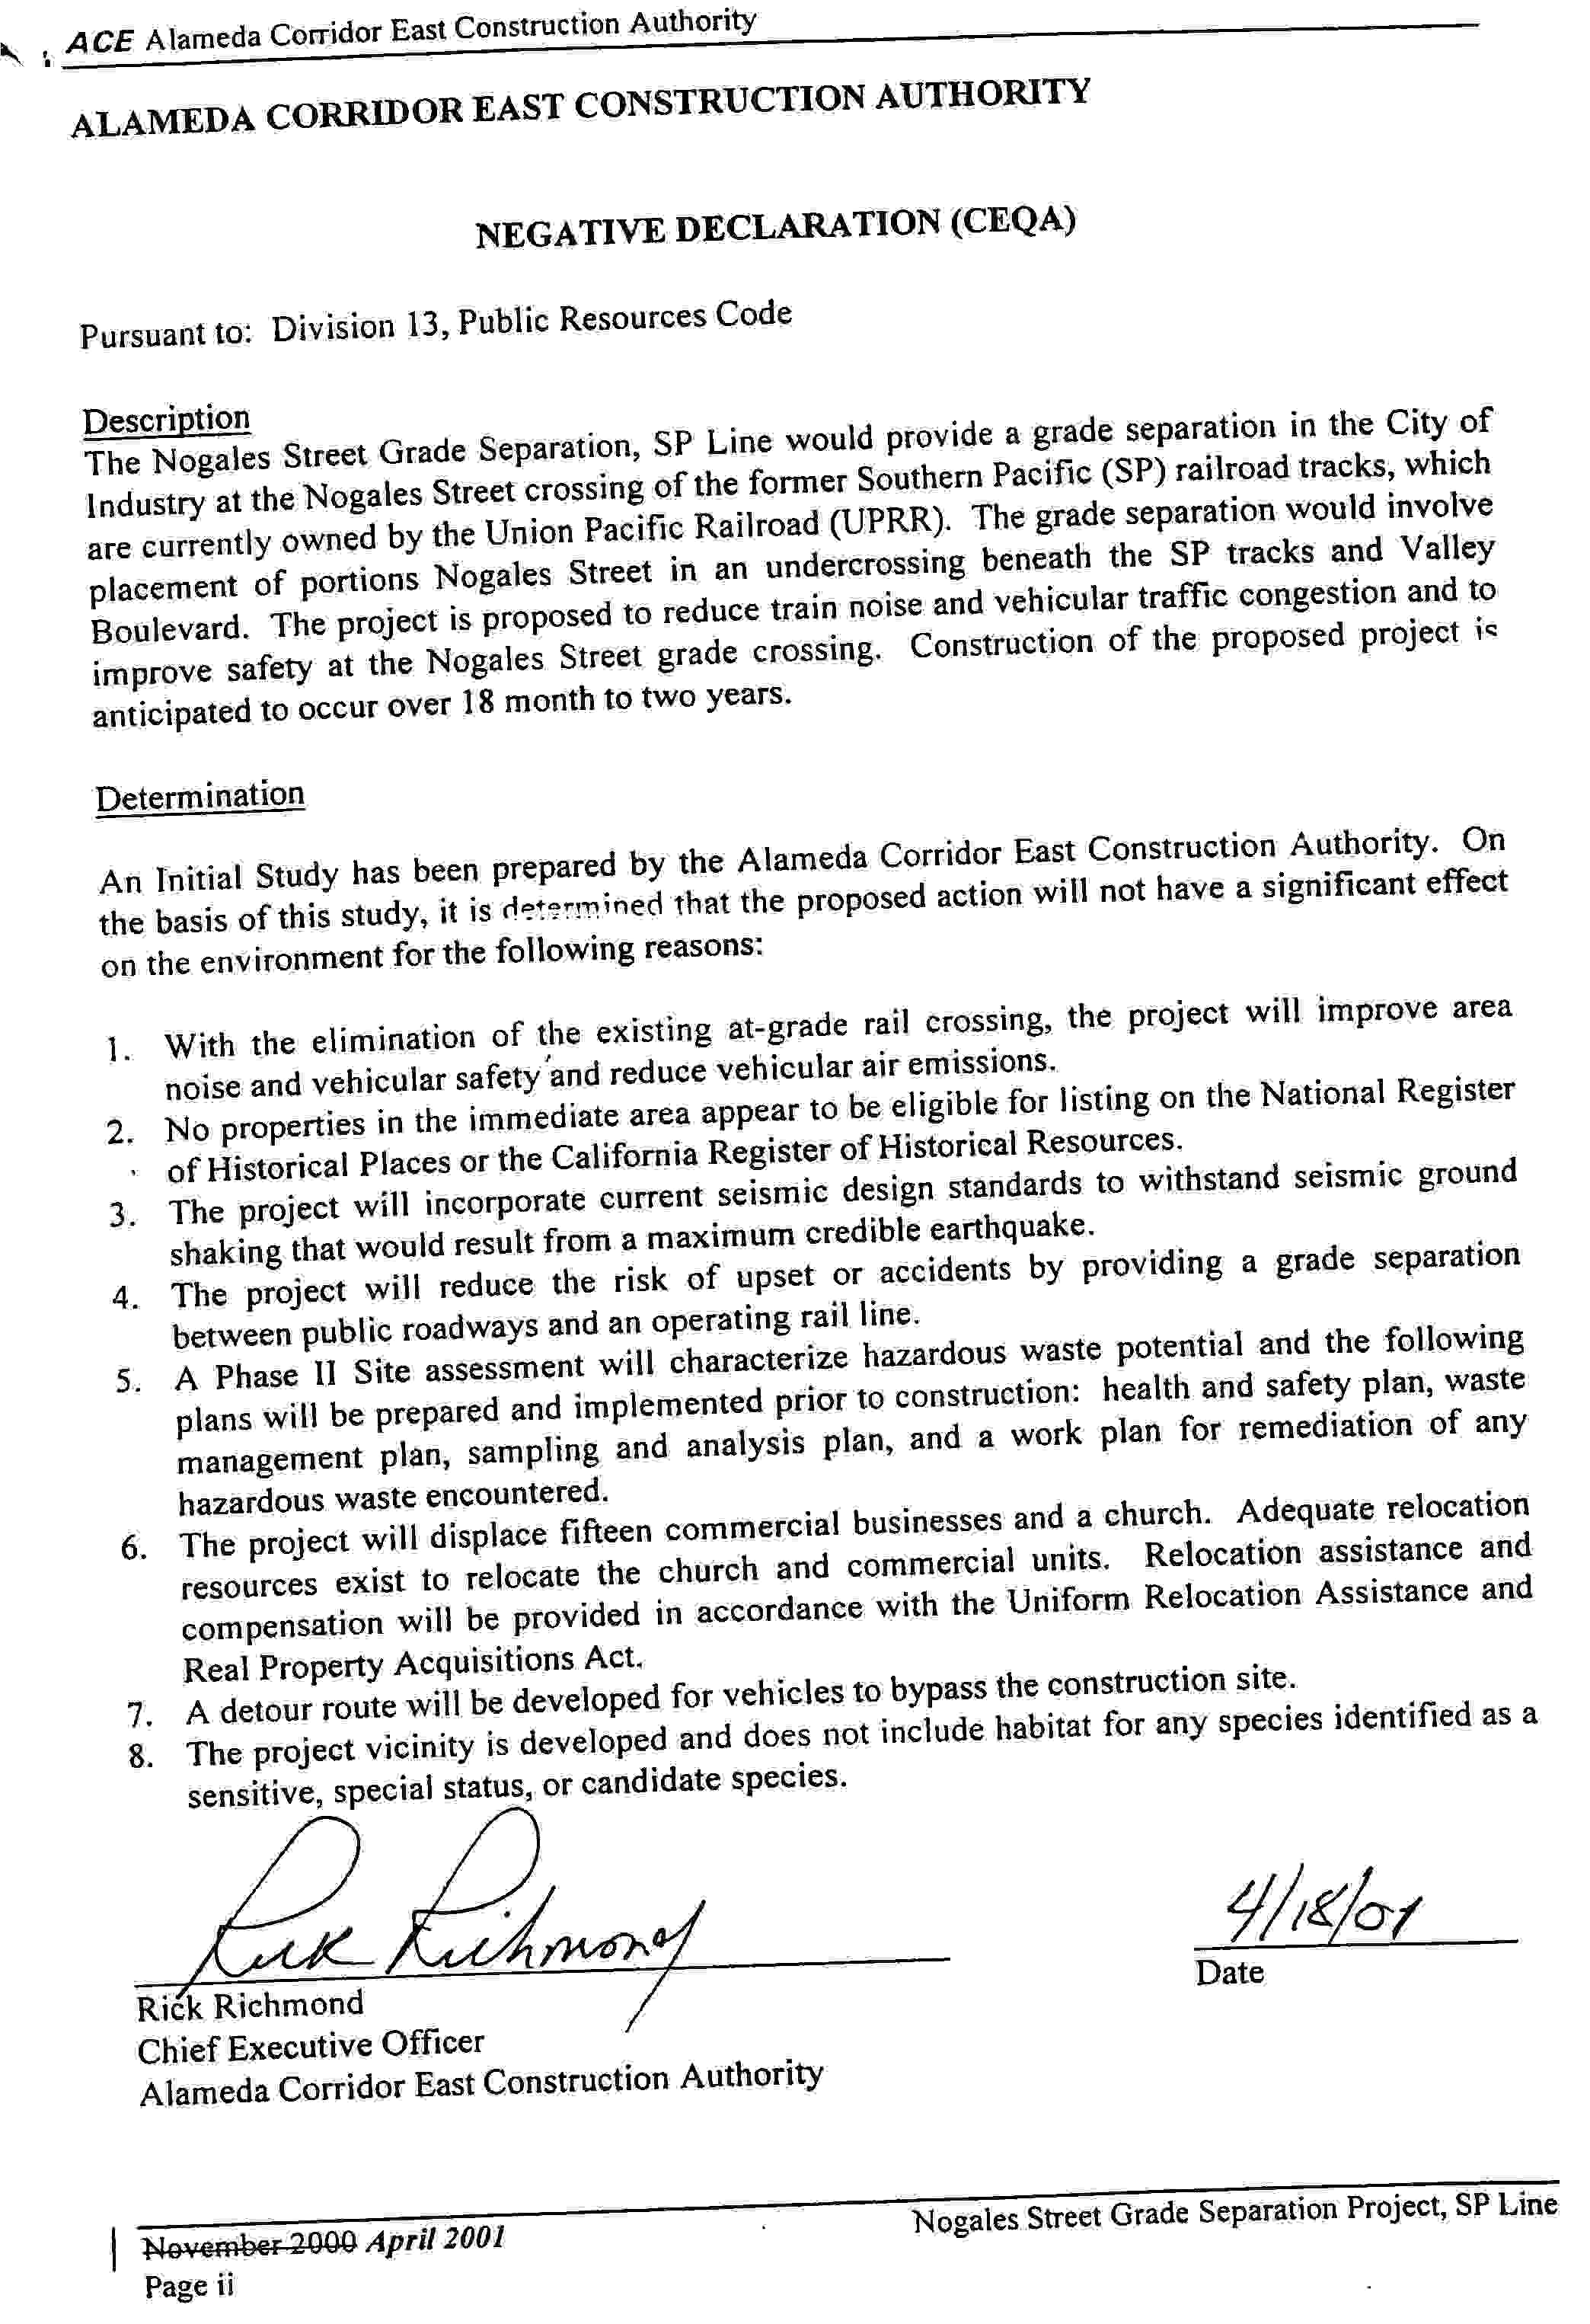 ACE Alameda Corridor East Construction Authority
ALAMEDA CORRIDOR EAST CONSTRUCTION AUTHORITY
NEGATIVE DECLARATION (CEQA)
Pursuant to: Division 13, Public Resources Code
Description
The Nogales Street Grade Separation, SP Line would provide a grade separation in the City of
Industry at the Nogales Street crossing of the former Southern Pacific (SP) railroad tracks, which
are currently owned by the Union Pacific Railroad (UPRR). The grade separation would involve
placement of portions Nogales Street in an undercrossing beneath the SP tracks and Valley
Boulevard. The project is proposed to reduce train noise and vehicular traffic congestion and to
improve safety at the Nogales Street grade crossing. Construction of the proposed project is
anticipated to occur over 18 month to two years.
Determination
An Initial Study has been prepared by the Alameda Corridor East Construction Authority. On
the basis of this study, it is determined that the proposed action will not have a significant effect
on the environment for the following reasons:
1. With the elimination of the existing at-grade rail crossing, the project will improve area
noise and vehicular safety and reduce vehicular air emissions.
2. No properties in the immediate area appear to be eligible for listing on the National Register
of Historical Places or the California Register of Historical Resources.
3. The project will incorporate current seismic design standards to withstand seismic ground
shaking that would result from a maximum credible earthquake.
4. The project will reduce the risk of upset or accidents by providing a grade separation
between public roadways and an operating rail line.
5. A Phase II Site assessment will characterize hazardous waste potential and the following
plans will be prepared and implemented prior to construction: health and safety plan, waste
management plan, sampling and analysis plan, and a work plan for remediation of any
hazardous waste encountered.
6. The project will displace fifteen commercial businesses and a church. Adequate relocation
resources exist to relocate the church and commercial units. Relocation assistance and
compensation will be provided in accordance with the Uniform Relocation Assistance and
Real Property Acquisitions Act.
7. A detour route will be developed for vehicles to bypass the construction site.
8. The project vicinity is developed and does not include habitat for any species identified as a
sensitive, special status, or candidate species.
Rick Richmond
4/18/01
Date
Rick Richmond
Chief Executive Officer
Alameda Corridor East Construction Authority
November 2000 April 2001
Nogales Street Grade Separation Project, SP Line
Page ii